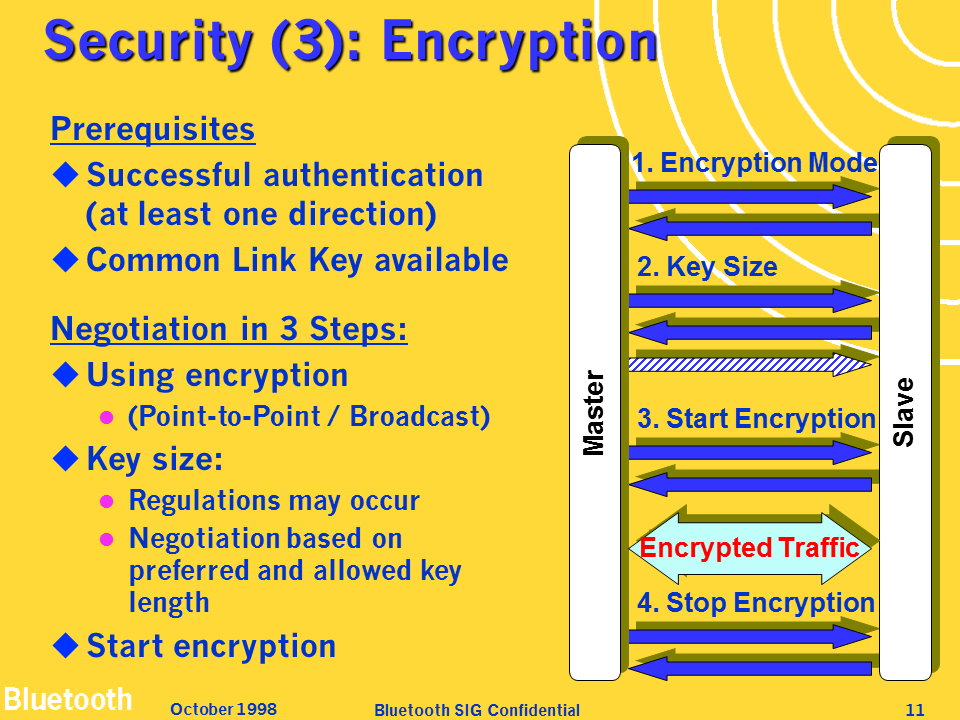 Security (3): Encryption
Prerequisites
Successful authentication
(at least one direction)
Common Link Key available
Negotiation in 3 Steps:
Using encryption
(Point-to-Point / Broadcast)
Key size:
Regulations may occur
Negotiation based on
preferred and allowed key
length
Start encryption
Master
1. Encryption Mode
2. Key Size
3. Start Encryption
Encrypted Traffic
4. Stop Encryption
Slave
Bluetooth
October 1998
Bluetooth SIG Confidential
11